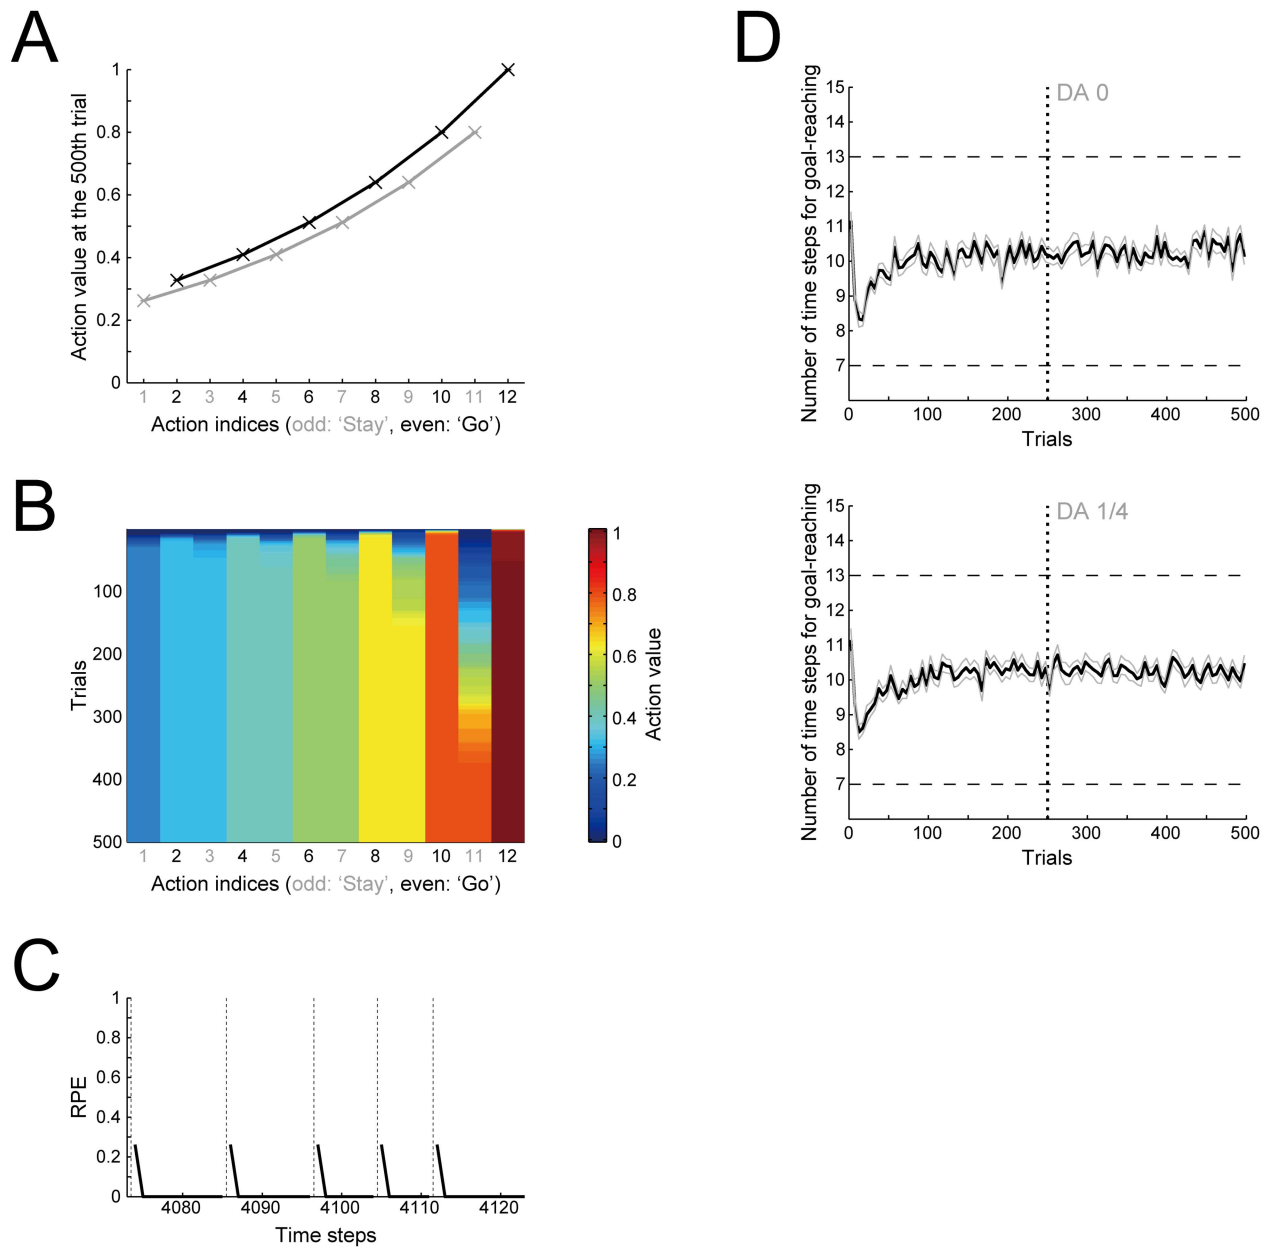 A
Action value at the 500th trial
1
0.8
0.6
0.4
0.2
0
1 2 3 4 5 6 7 8 9 10 11 12
Action indices (odd: ‘Stay’, even: ‘Go’)
B
Trials
100
200
300
400
500
1 2 3 4 5 6 7 8 9 10 11 12
Action indices (odd: ‘Stay’, even: ‘Go’)
1
0.8
0.6
0.4
0.2
0
Action value
C
RPE
1
0.8
0.6
0.4
0.2
0
4080 4090 4100 4110 4120
Time steps
D
Number of time steps for goal-reaching
15
14
13
12
11
10
9
8
7
DA 0
0 100 200 300 400 500
Trials
Number of time steps for goal-reaching
15
14
13
12
11
10
9
8
7
DA 1/4
0 100 200 300 400 500
Trials